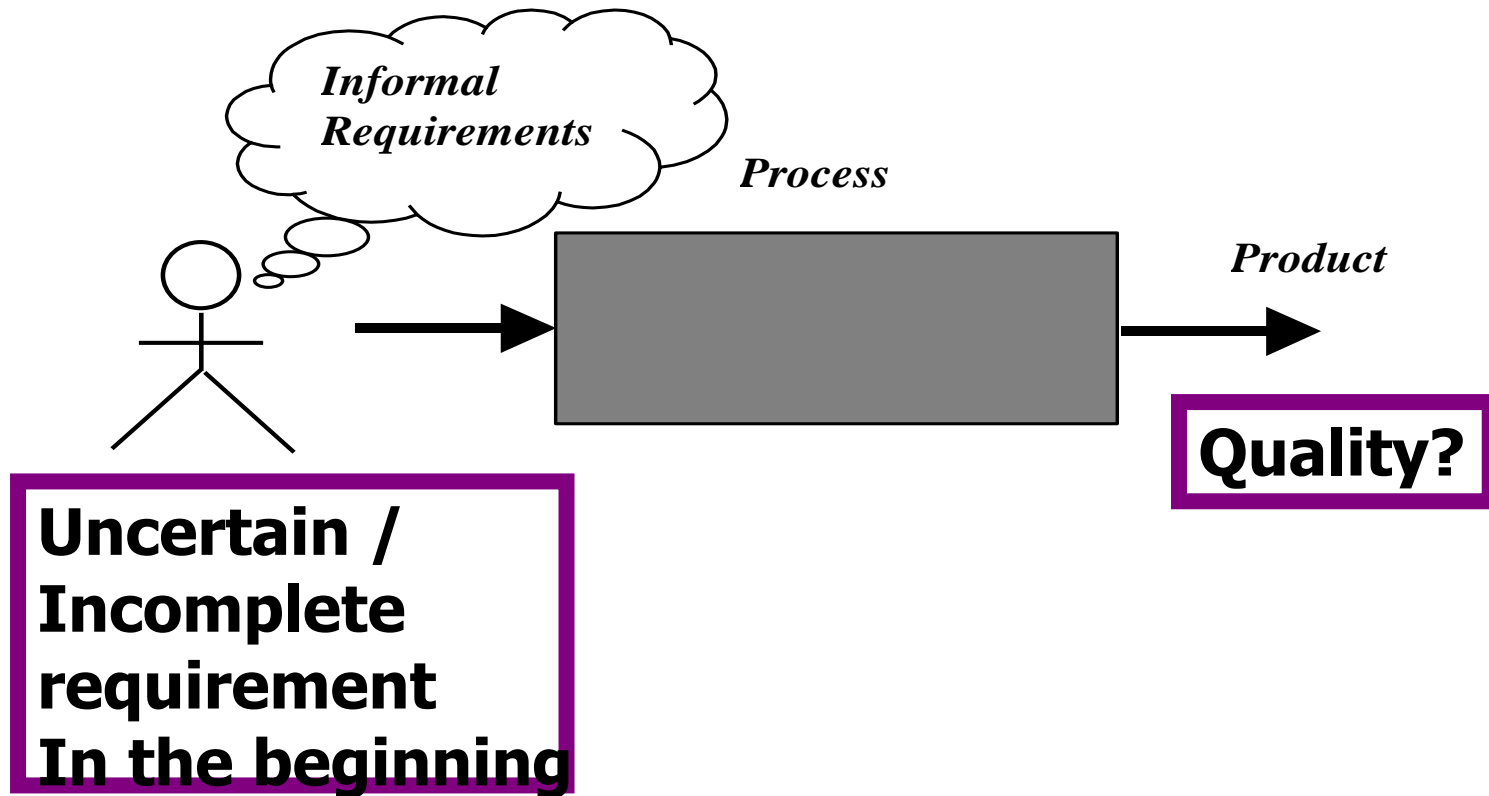 Informal
Requirements
Process
Product
Quality?
Uncertain /
Incomplete
requirement
In the beginning